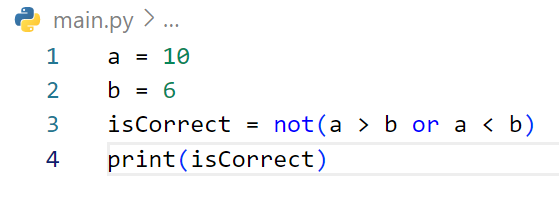 main.py > ...
1 a = 10
2 b = 6
3 isCorrect = not(a > b or a < b)
4 print(isCorrect)